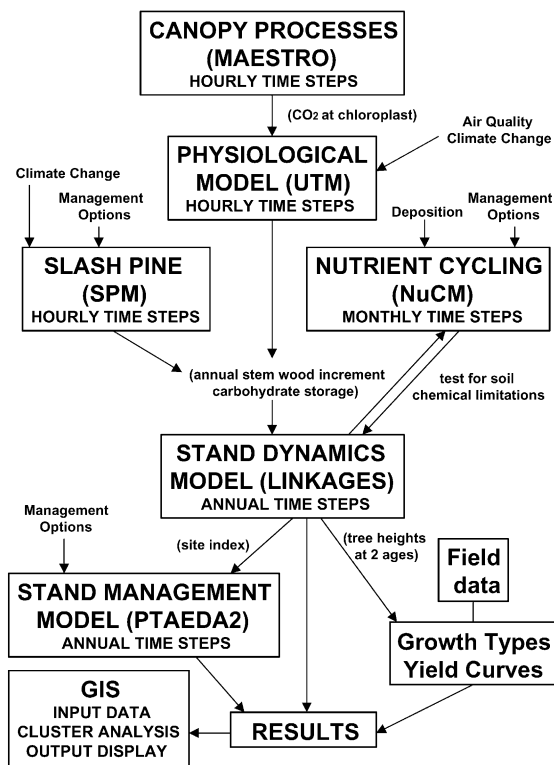 CANOPY PROCESSES
(MAESTRO)
HOURLY TIME STEPS
(CO2 at chloroplast)
Air Quality
Climate Change
PHYSIOLOGICAL
MODEL (UTM)
HOURLY TIME STEPS
Climate Change
Management
Options
Deposition
Management
Options
SLASH PINE
(SPM)
HOURLY TIME STEPS
NUTRIENT CYCLING
(NuCM)
MONTHLY TIME STEPS
(annual stem wood increment
carbohydrate storage)
test for soil
chemical limitations
STAND DYNAMICS
MODEL (LINKAGES)
ANNUAL TIME STEPS
Management
Options
(site index)
(tree heights
at 2 ages)
Field
data
STAND MANAGEMENT
MODEL (PTAEDA2)
ANNUAL TIME STEPS
Growth Types
Yield Curves
GIS
INPUT DATA
CLUSTER ANALYSIS
OUTPUT DISPLAY
RESULTS